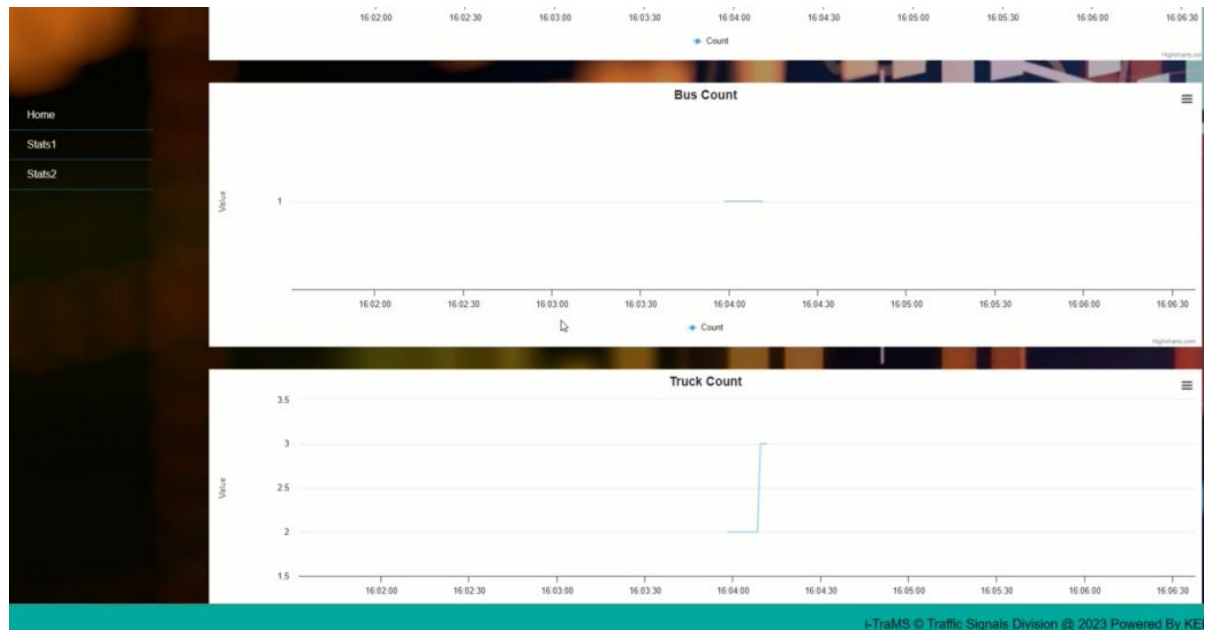 16:02:00 16:02:30 16:03:00 16:03:30 16:04:00 16:04:30 16:05:00 16:05:30 16:06:00 16:06:30
Count
Home
Stats1
Stats2
Bus Count
Value
1
16:02:00 16:02:30 16:03:00 16:03:30 16:04:00 16:04:30 16:05:00 16:05:30 16:06:00 16:06:30
Count
Highcharts.com
Truck Count
Value
3.5
3
2.5
2
1.5
16:02:00 16:02:30 16:03:00 16:03:30 16:04:00 16:04:30 16:05:00 16:05:30 16:06:00 16:06:30
i-TraMS © Traffic Signals Division @ 2023 Powered By